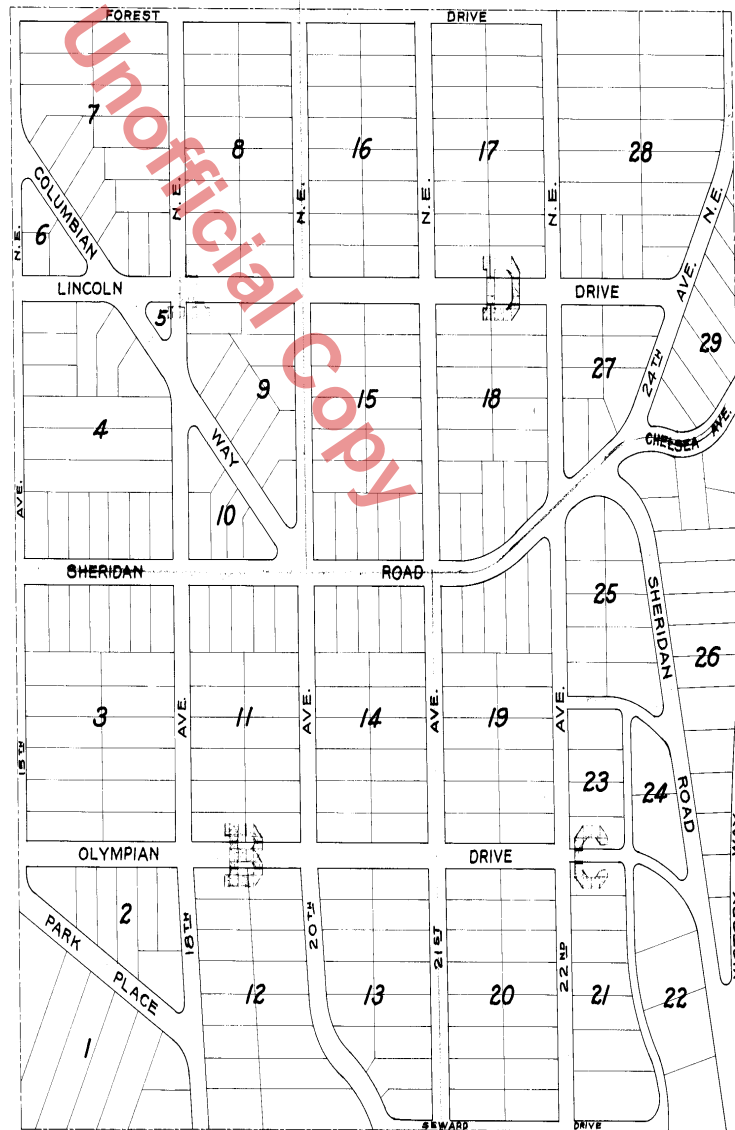 FOREST DRIVE
7 8 16 17 28
COLUMBIAN
N.E. N.E. N.E. N.E. N.E. N.E.
6
LINCOLN DRIVE
5
AVE.
24TH
29
27
9 15 18
4
WAY
CHELSEA AVE.
10
AVE.
SHERIDAN ROAD
25
SHERIDAN
26
3 11 14 19
AVE. AVE. AVE. AVE.
15TH
23 24
ROAD
WAY
VICTORY
OLYMPIAN DRIVE
2
PARK PLACE
18TH 20TH 21ST 22ND
12 13 20 21 22
1
SEWARD DRIVE
Unofficial Copy